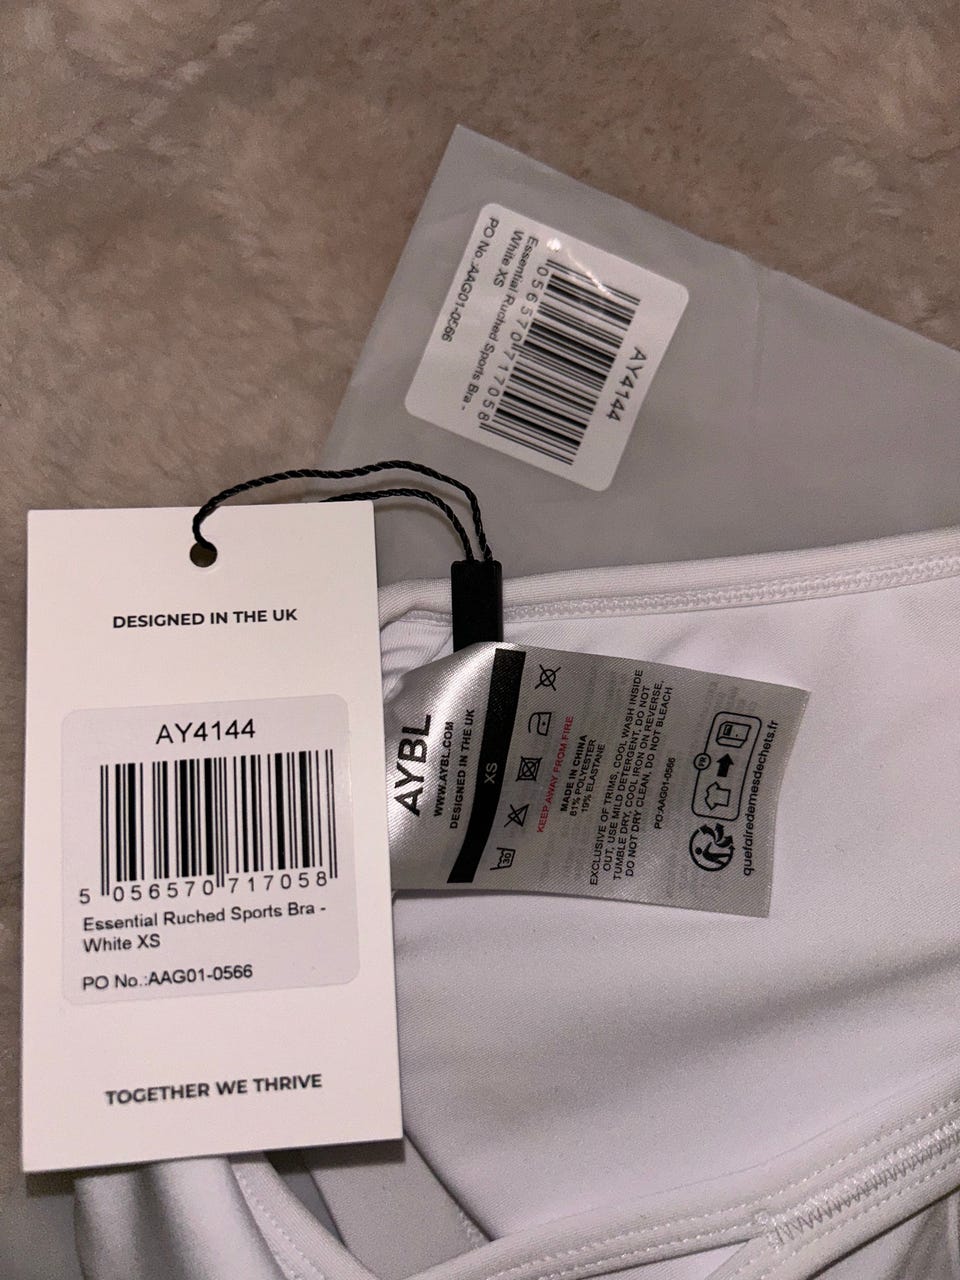 AY4144
056570 717058
Essential Ruched Sports Bra -
White XS
PO No.:AAG01-0566
DESIGNED IN THE UK
AY4144
5 056570 717058
Essential Ruched Sports Bra -
White XS
PO No.:AAG01-0566
TOGETHER WE THRIVE
AYBL
WWW.AYBL.COM
DESIGNED IN THE UK
XS
30
KEEP AWAY FROM FIRE
MADE IN CHINA
81% POLYESTER
19% ELASTANE
EXCLUSIVE OF TRIMS, COOL WASH INSIDE
OUT, USE MILD DETERGENT, DO NOT
TUMBLE DRY, COOL IRON ON REVERSE,
DO NOT DRY CLEAN, DO NOT BLEACH
PO:AAG01-0566
FR
quefairedemesdechets.fr